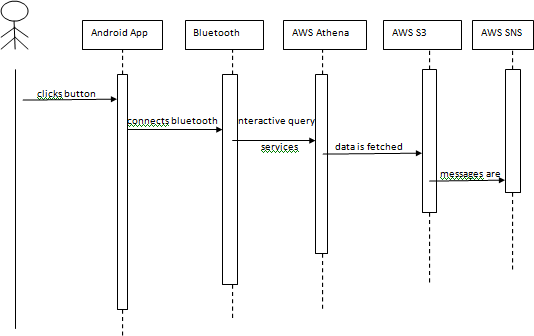 Android App
Bluetooth
AWS Athena
AWS S3
AWS SNS
clicks button
connects bluetooth
nteractive query
services
data is fetched
messages are